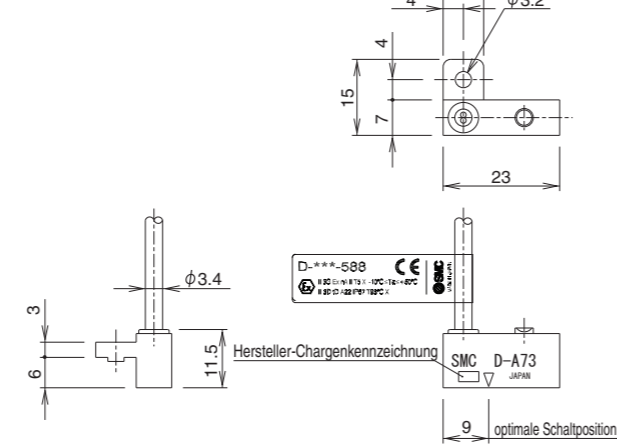 4
φ3.2
4
15
7
23
D-***-588 CE
Ex
SMC
φ3.4
3
6
11.5
Hersteller-Chargenkennzeichnung
SMC D-A73
JAPAN
9
optimale Schaltposition